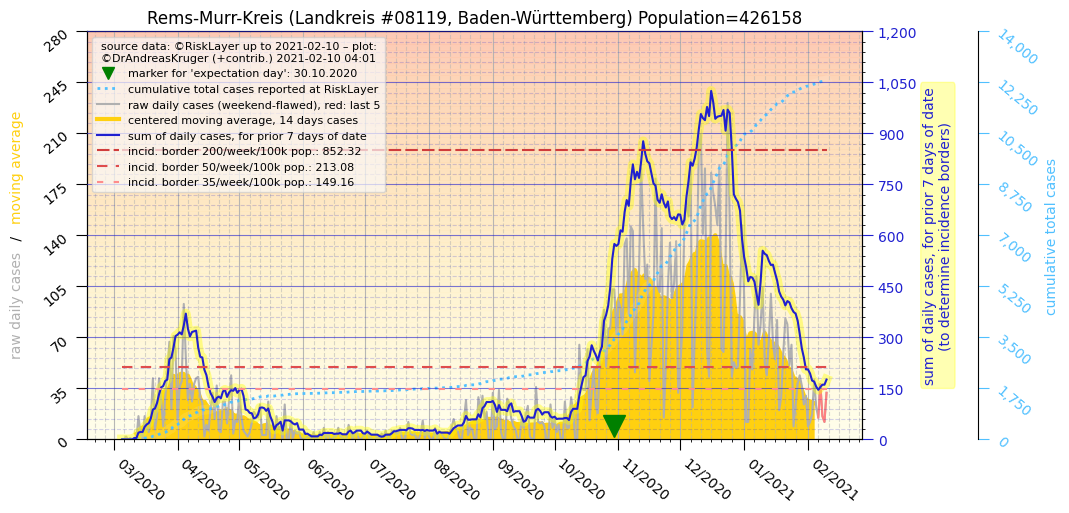 Rems-Murr-Kreis (Landkreis #08119, Baden-Württemberg) Population=426158
source data: ©RiskLayer up to 2021-02-10 – plot:
©DrAndreasKruger (+contrib.) 2021-02-10 04:01
marker for 'expectation day': 30.10.2020
cumulative total cases reported at RiskLayer
raw daily cases (weekend-flawed), red: last 5
centered moving average, 14 days cases
sum of daily cases, for prior 7 days of date
incid. border 200/week/100k pop.: 852.32
incid. border 50/week/100k pop.: 213.08
incid. border 35/week/100k pop.: 149.16
raw daily cases / moving average
280
245
210
175
140
105
70
35
0
03/2020
04/2020
05/2020
06/2020
07/2020
08/2020
09/2020
10/2020
11/2020
12/2020
01/2021
02/2021
1,200
1,050
900
750
600
450
300
150
0
sum of daily cases, for prior 7 days of date
(to determine incidence borders)
14,000
12,250
10,500
8,750
7,000
5,250
3,500
1,750
0
cumulative total cases